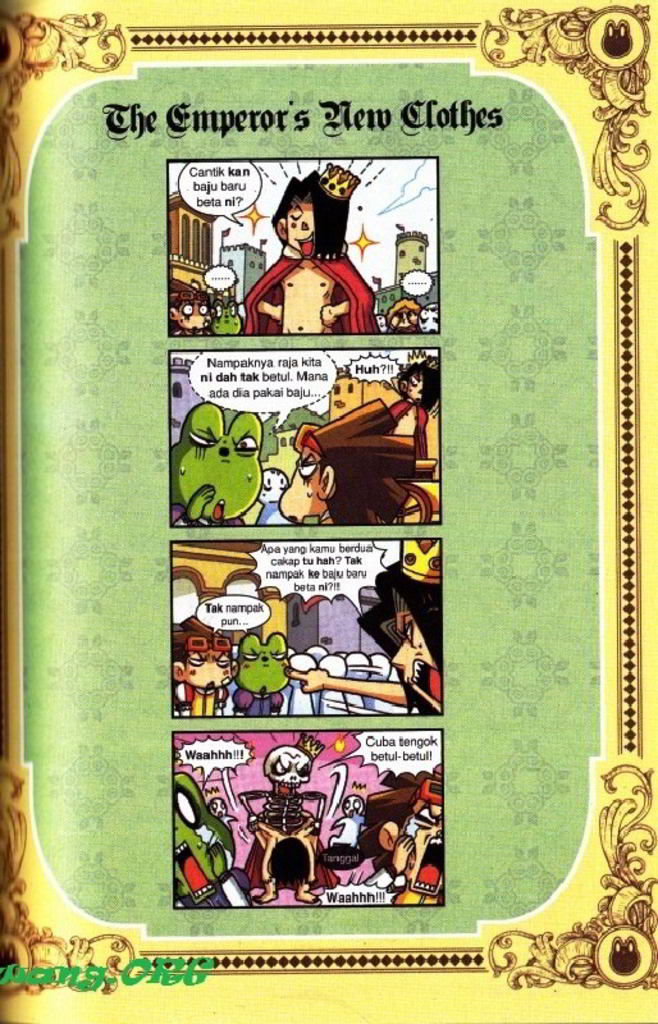 The Emperor's New Clothes
Cantik kan
baju baru
beta ni?
......
......
Nampaknya raja kita
ni dah tak betul. Mana
ada dia pakai baju...
Huh?!!
Apa yang kamu berdua
cakap tu hah? Tak
nampak ke baju baru
beta ni?!!
Tak nampak
pun...
Waahhh!!!
Cuba tengok
betul-betul!
Tanggal
Waahhh!!!